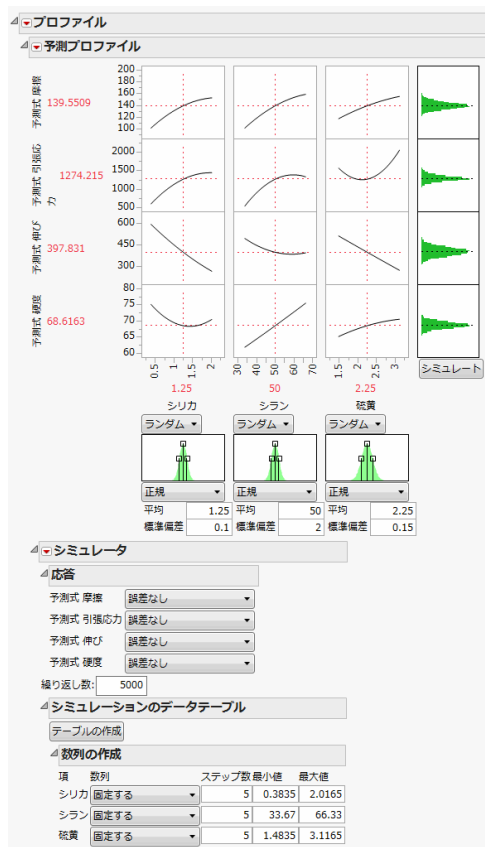 プロファイル
予測プロファイル
予測式 摩擦
139.5509
200
180
160
140
120
100
予測式 引張応力
1274.215
2000
1500
1000
500
予測式 伸び
397.831
600
450
300
予測式 硬度
68.6163
80
75
70
65
60
0.5 1 1.5 2
30 40 50 60 70
1.5 2 2.5 3
シミュレート
1.25 50 2.25
シリカ シラン 硫黄
ランダム ランダム ランダム
正規 正規 正規
平均 1.25 平均 50 平均 2.25
標準偏差 0.1 標準偏差 2 標準偏差 0.15
シミュレータ
応答
予測式 摩擦 誤差なし
予測式 引張応力 誤差なし
予測式 伸び 誤差なし
予測式 硬度 誤差なし
繰り返し数: 5000
シミュレーションのデータテーブル
テーブルの作成
数列の作成
項 数列 ステップ数 最小値 最大値
シリカ 固定する 5 0.3835 2.0165
シラン 固定する 5 33.67 66.33
硫黄 固定する 5 1.4835 3.1165